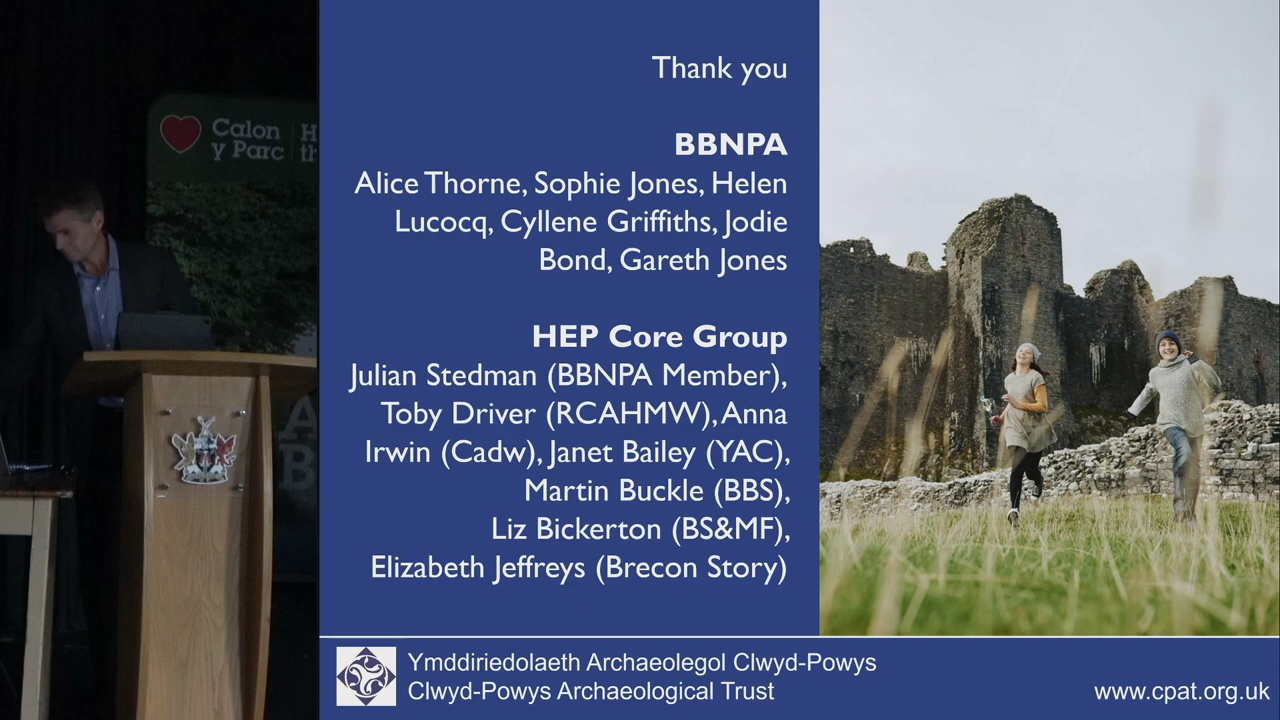 Calon
y Parc
H
th
A
B
Thank you
BBNPA
Alice Thorne, Sophie Jones, Helen
Lucocq, Cyllene Griffiths, Jodie
Bond, Gareth Jones
HEP Core Group
Julian Stedman (BBNPA Member),
Toby Driver (RCAHMW), Anna
Irwin (Cadw), Janet Bailey (YAC),
Martin Buckle (BBS),
Liz Bickerton (BS&MF),
Elizabeth Jeffreys (Brecon Story)
Ymddiriedolaeth Archaeolegol Clwyd-Powys
Clwyd-Powys Archaeological Trust
www.cpat.org.uk